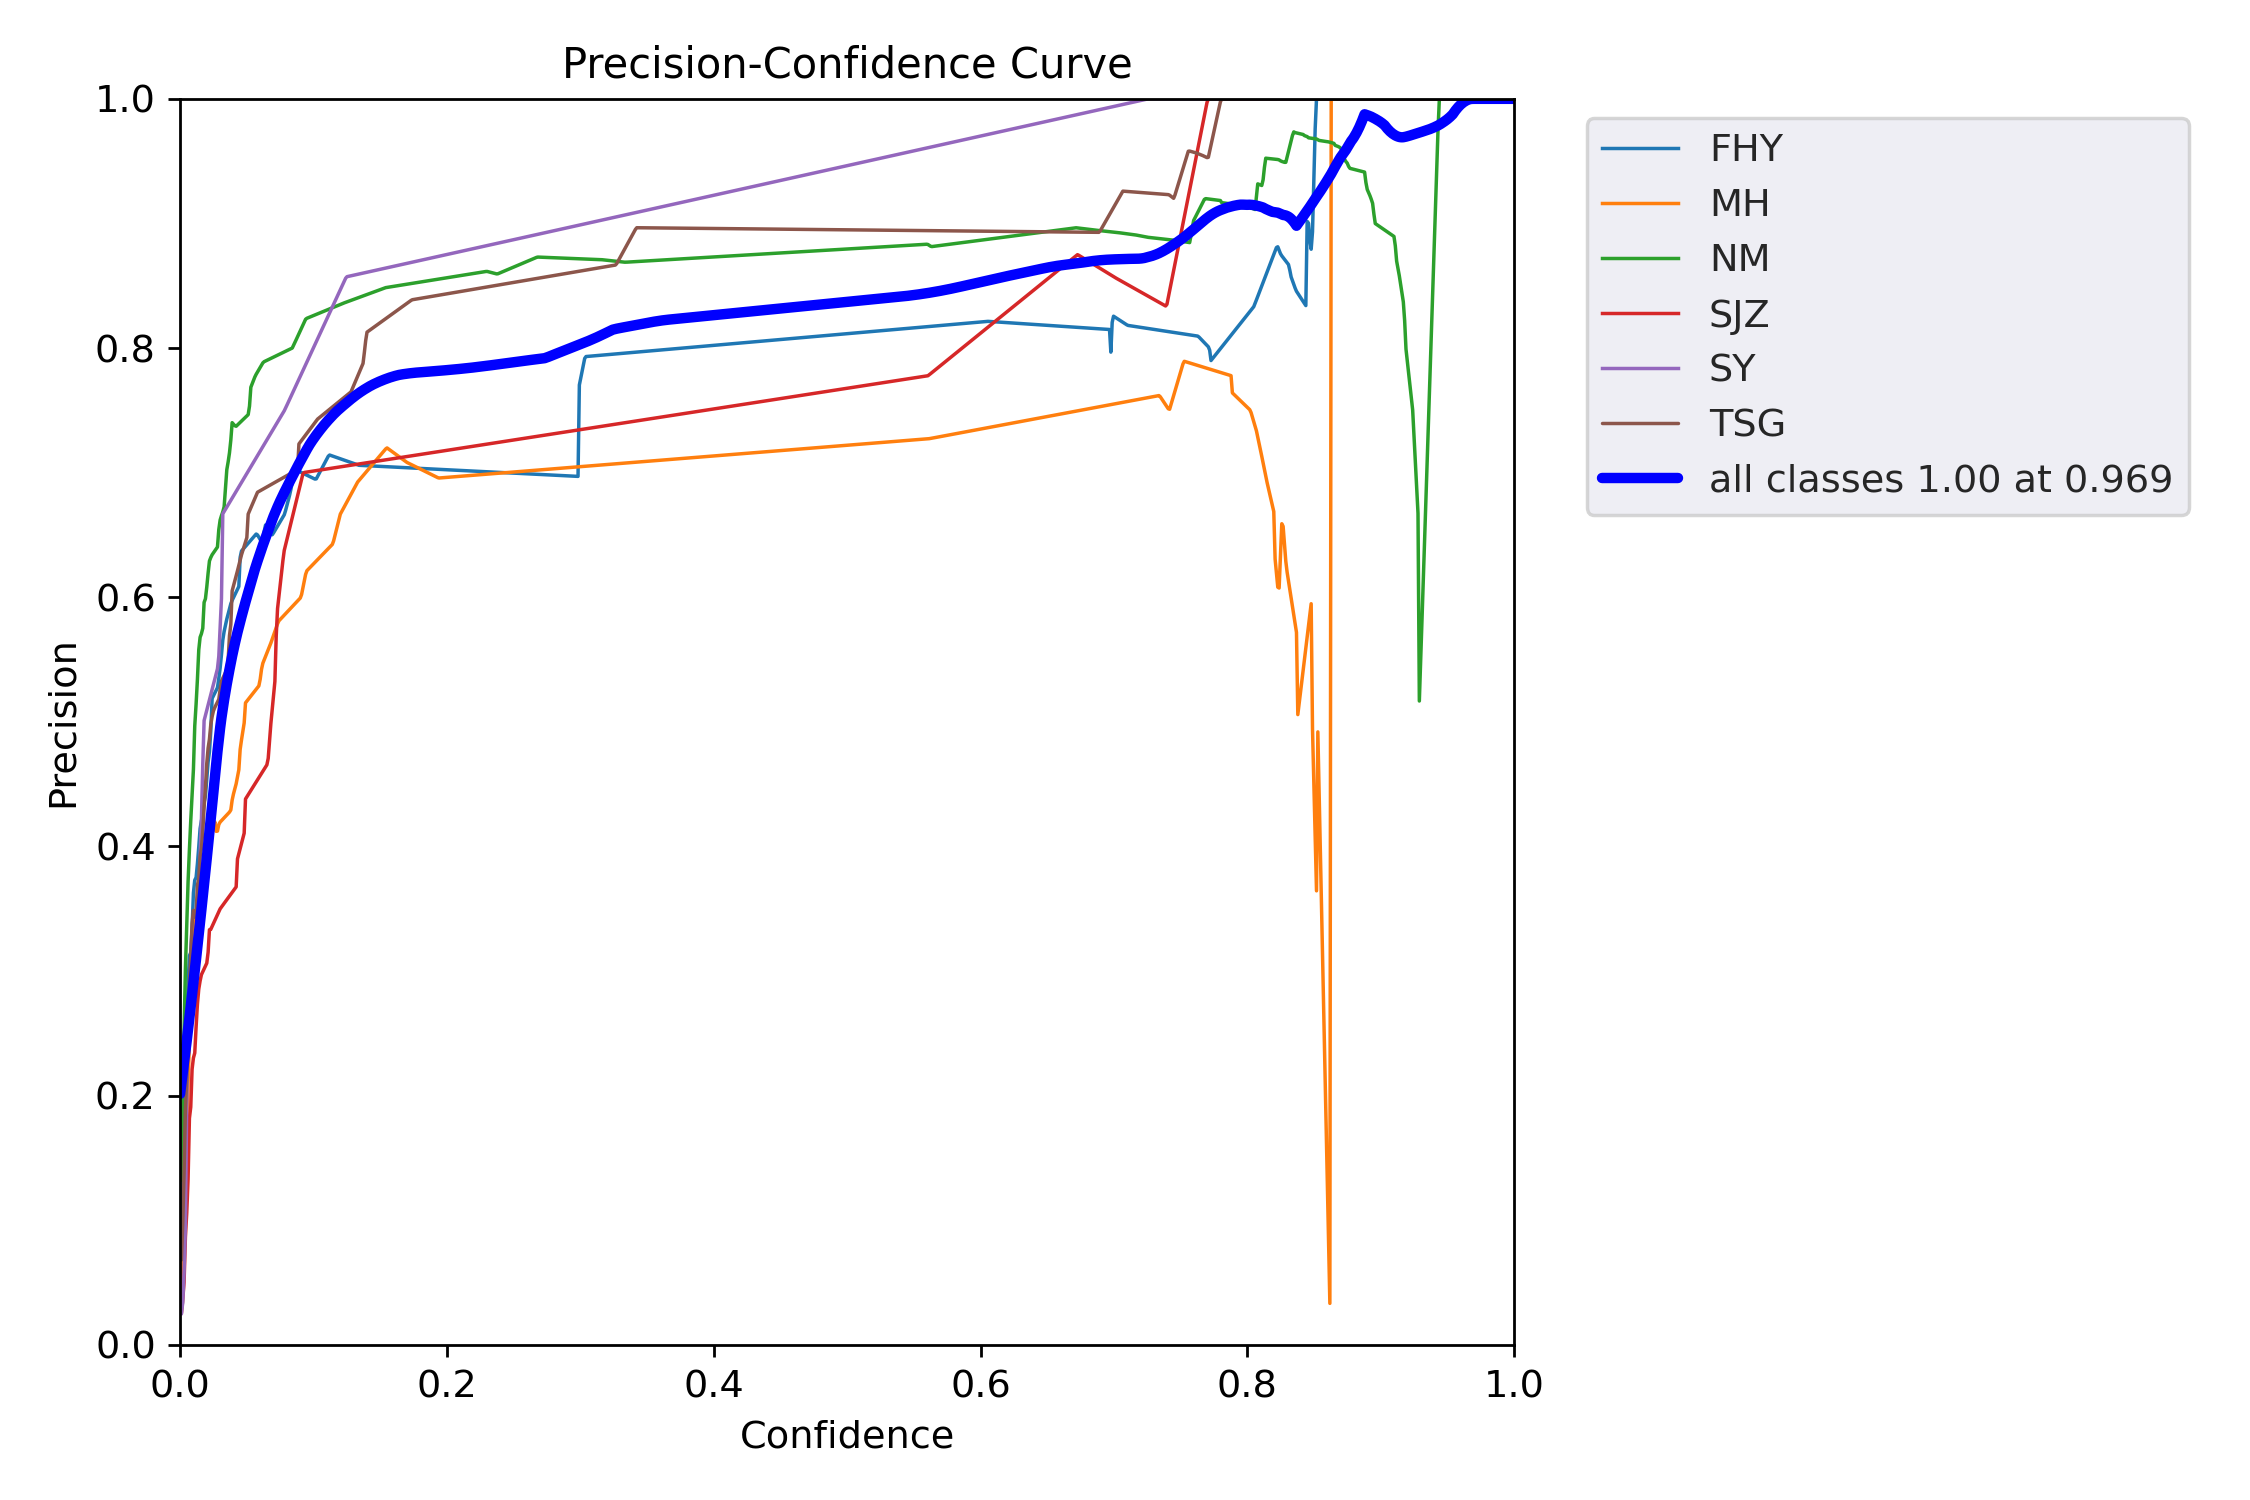 Precision-Confidence Curve
1.0
0.8
0.6
0.4
0.2
0.0
Precision
0.0 0.2 0.4 0.6 0.8 1.0
Confidence
FHY
MH
NM
SJZ
SY
TSG
all classes 1.00 at 0.969